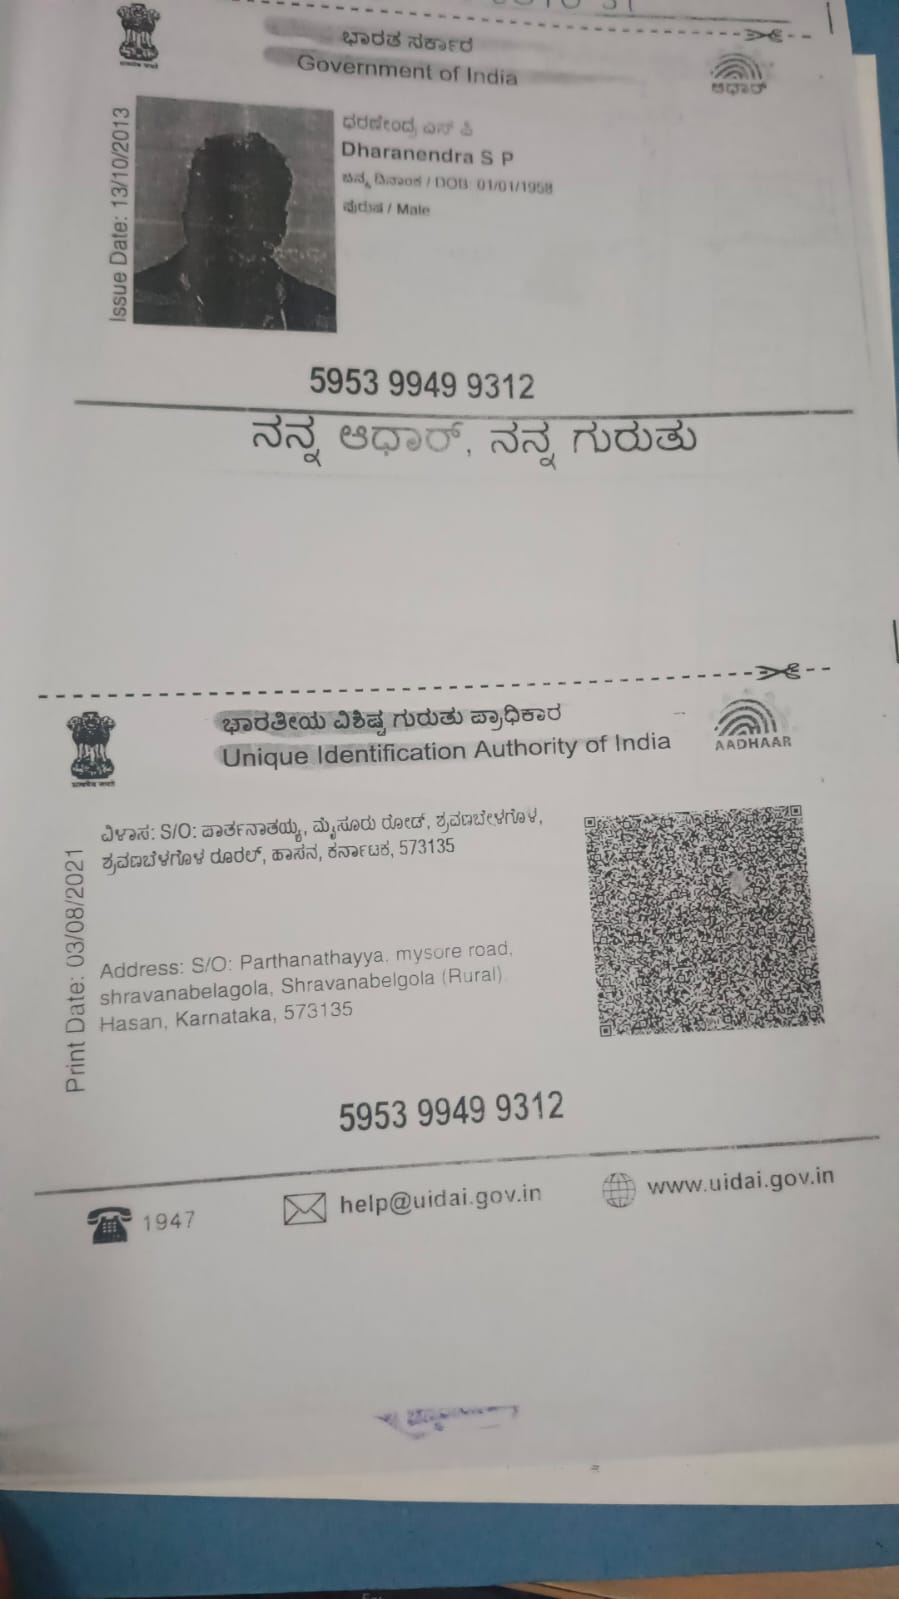 ಭಾರತ ಸರ್ಕಾರ
Government of India
ಆಧಾರ್
Issue Date: 13/10/2013
ಧರಣೇಂದ್ರ ಎಸ್ ಪಿ
Dharanendra S P
ಜನ್ಮ ದಿನಾಂಕ / DOB: 01/01/1958
ಪುರುಷ / Male
5953 9949 9312
ನನ್ನ ಆಧಾರ್, ನನ್ನ ಗುರುತು
ಭಾರತೀಯ ವಿಶಿಷ್ಟ ಗುರುತು ಪ್ರಾಧಿಕಾರ
Unique Identification Authority of India
AADHAAR
Print Date: 03/08/2021
ವಿಳಾಸ: S/O: ಪಾರ್ತನಾತಯ್ಯ, ಮೈಸೂರು ರೋಡ್, ಶ್ರವಣಬೇಳಗೊಳ,
ಶ್ರವಣಬೆಳಗೊಳ ರೂರಲ್, ಹಾಸನ, ಕರ್ನಾಟಕ, 573135
Address: S/O: Parthanathayya, mysore road,
shravanabelagola, Shravanabelgola (Rural),
Hasan, Karnataka, 573135
5953 9949 9312
1947
help@uidai.gov.in
www.uidai.gov.in